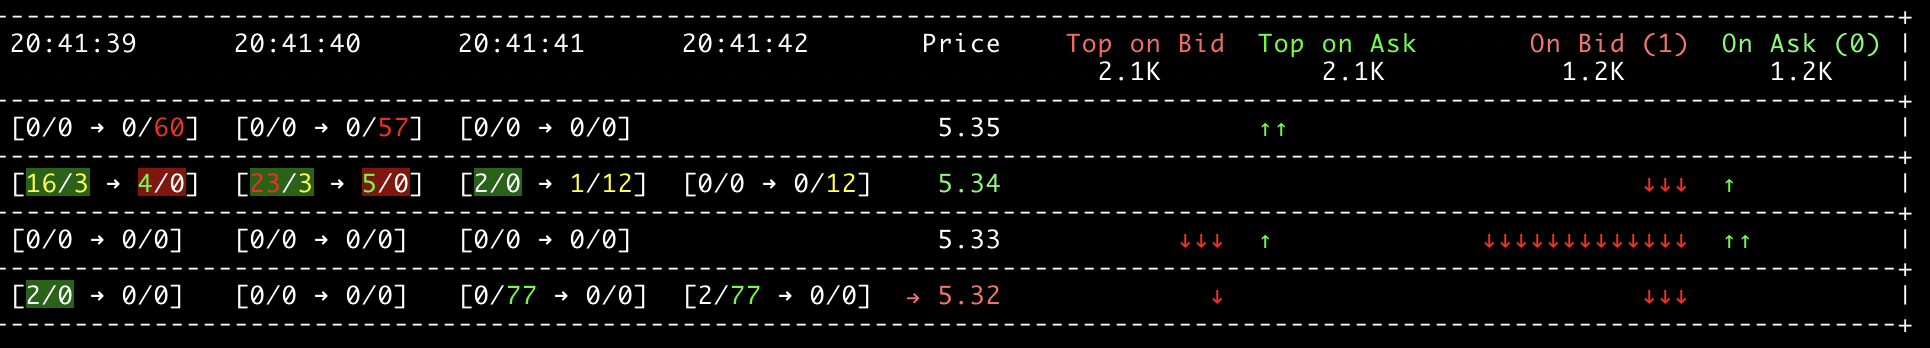 20:41:39 20:41:40 20:41:41 20:41:42 Price Top on Bid Top on Ask On Bid (1) On Ask (0)
2.1K 2.1K 1.2K 1.2K
[0/0 → 0/60] [0/0 → 0/57] [0/0 → 0/0] 5.35 ↑↑
[16/3 → 4/0] [23/3 → 5/0] [2/0 → 1/12] [0/0 → 0/12] 5.34 ↓↓↓ ↑
[0/0 → 0/0] [0/0 → 0/0] [0/0 → 0/0] 5.33 ↓↓↓ ↑ ↓↓↓↓↓↓↓↓↓↓↓↓↓ ↑↑
[2/0 → 0/0] [0/0 → 0/0] [0/77 → 0/0] [2/77 → 0/0] → 5.32 ↓ ↓↓↓